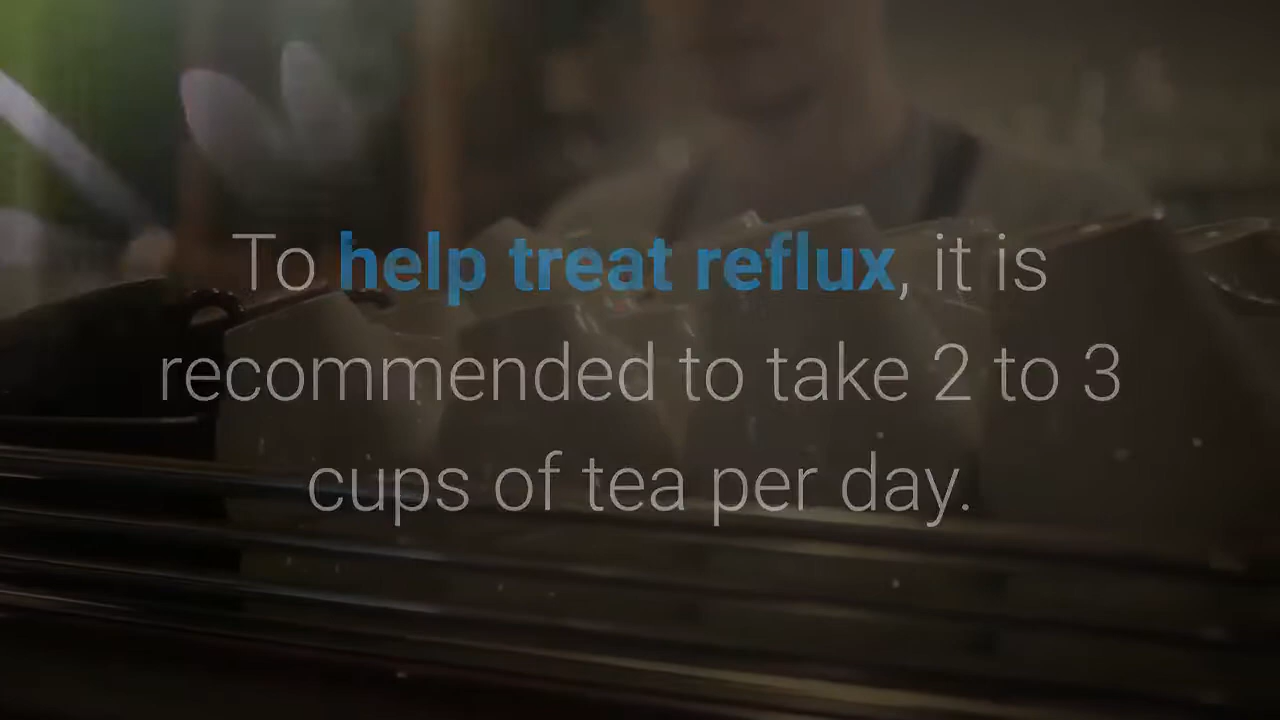 To help treat reflux, it is
recommended to take 2 to 3
cups of tea per day.